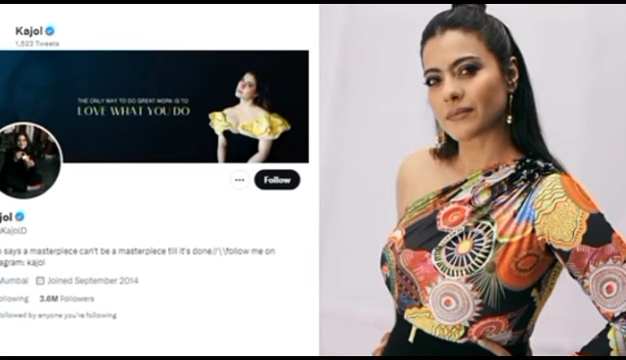 Kajol
1,523 Tweets
THE ONLY WAY TO DO GREAT WORK IS TO
LOVE WHAT YOU DO
Follow
jol
KajolD
says a masterpiece can't be a masterpiece till it's done//\\follow me on
agram: kajol
Mumbai Joined September 2014
ollowing 3.6M Followers
ollowed by anyone you're following